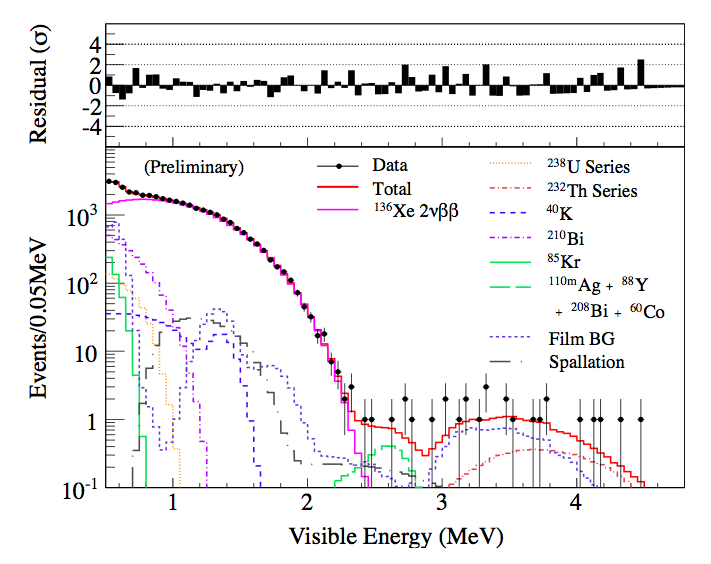 Residual (σ)
4
2
0
-2
-4
(Preliminary)
Data
Total
¹³⁶Xe 2νββ
²³⁸U Series
²³²Th Series
⁴⁰K
²¹⁰Bi
⁸⁵Kr
¹¹⁰ᵐAg + ⁸⁸Y
+ ²⁰⁸Bi + ⁶⁰Co
Film BG
Spallation
Events/0.05MeV
10³
10²
10
1
10⁻¹
1 2 3 4
Visible Energy (MeV)